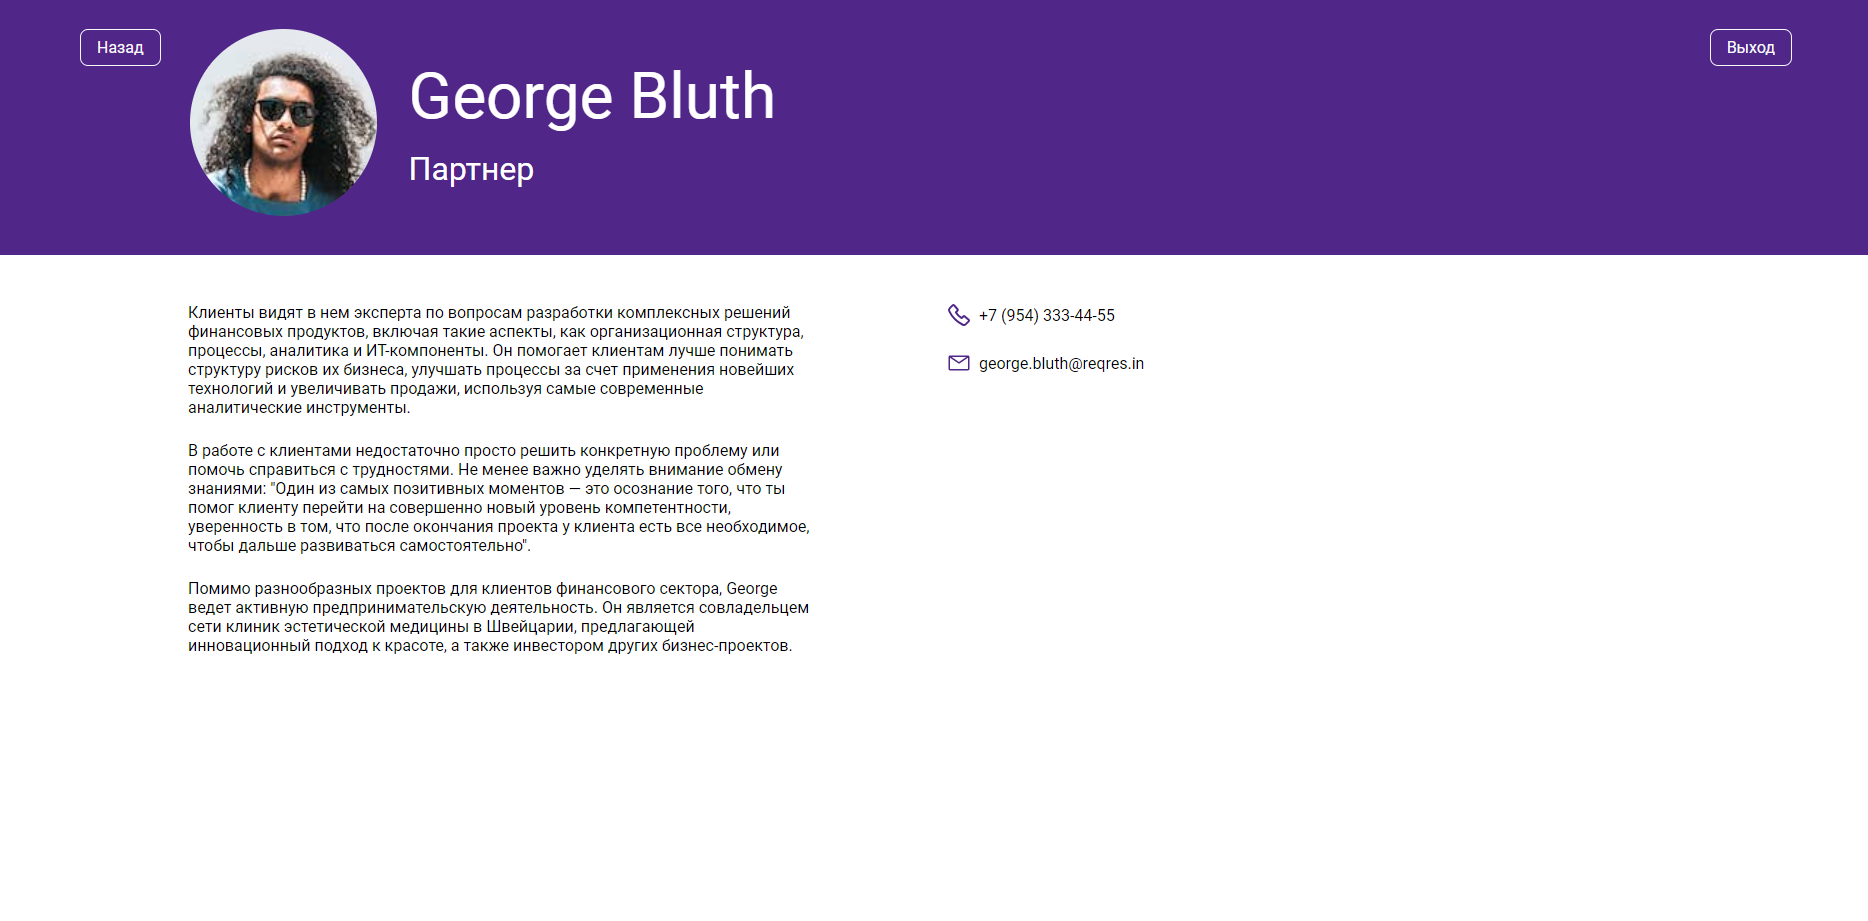 Назад
George Bluth
Партнер
Выход
Клиенты видят в нем эксперта по вопросам разработки комплексных решений
финансовых продуктов, включая такие аспекты, как организационная структура,
процессы, аналитика и ИТ-компоненты. Он помогает клиентам лучше понимать
структуру рисков их бизнеса, улучшать процессы за счет применения новейших
технологий и увеличивать продажи, используя самые современные
аналитические инструменты.
В работе с клиентами недостаточно просто решить конкретную проблему или
помочь справиться с трудностями. Не менее важно уделять внимание обмену
знаниями: "Один из самых позитивных моментов — это осознание того, что ты
помог клиенту перейти на совершенно новый уровень компетентности,
уверенность в том, что после окончания проекта у клиента есть все необходимое,
чтобы дальше развиваться самостоятельно".
Помимо разнообразных проектов для клиентов финансового сектора, George
ведет активную предпринимательскую деятельность. Он является совладельцем
сети клиник эстетической медицины в Швейцарии, предлагающей
инновационный подход к красоте, а также инвестором других бизнес-проектов.
+7 (954) 333-44-55
george.bluth@reqres.in